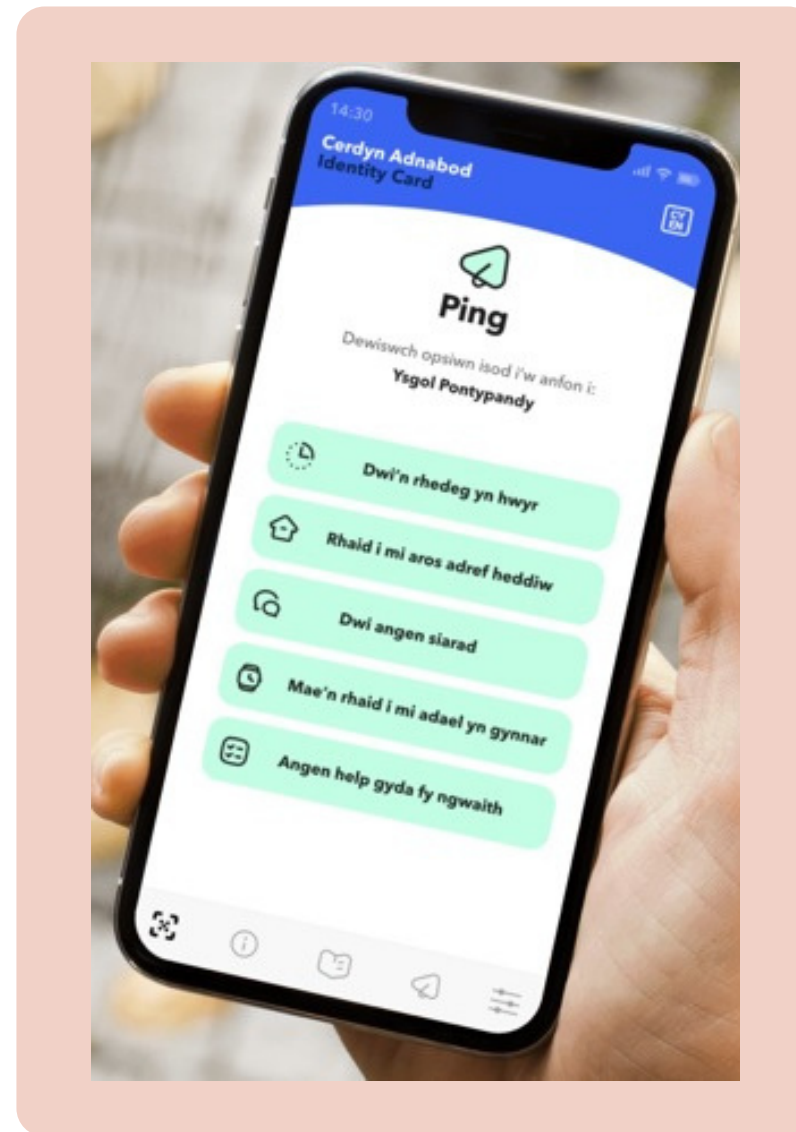 14:30
Cerdyn Adnabod
Identity Card
CY
EN
Ping
Dewiswch opsiwn isod i'w anfon i:
Ysgol Pontypandy
Dwi'n rhedeg yn hwyr
Rhaid i mi aros adref heddiw
Dwi angen siarad
Mae'n rhaid i mi adael yn gynnar
Angen help gyda fy ngwaith